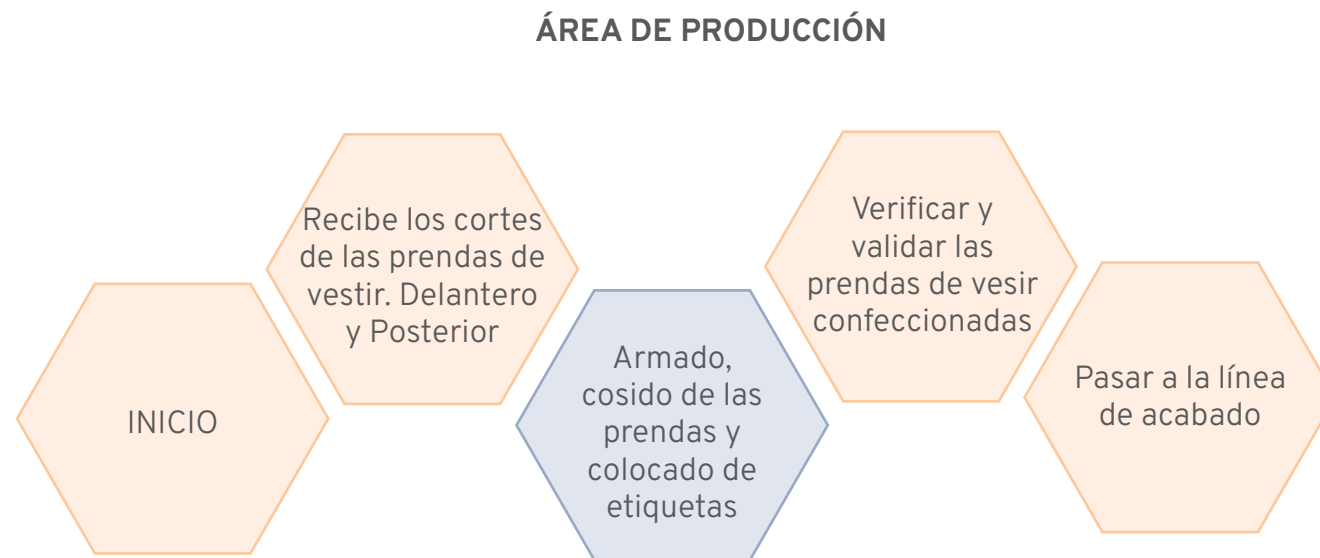 ÁREA DE PRODUCCIÓN
INICIO
Recibe los cortes
de las prendas de
vestir. Delantero
y Posterior
Armado,
cosido de las
prendas y
colocado de
etiquetas
Verificar y
validar las
prendas de vesir
confeccionadas
Pasar a la línea
de acabado